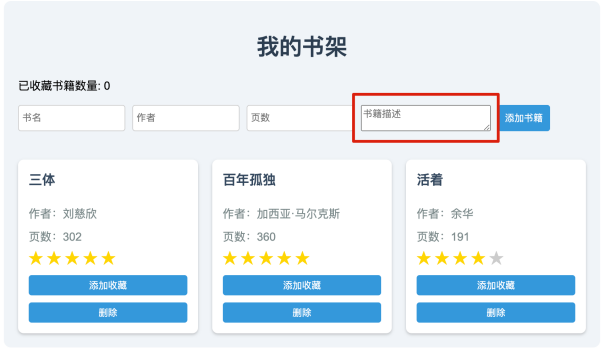 我的书架
已收藏书籍数量: 0
书名 作者 页数 书籍描述 添加书籍
三体
作者：刘慈欣
页数：302
添加收藏
删除
百年孤独
作者：加西亚·马尔克斯
页数：360
添加收藏
删除
活着
作者：余华
页数：191
添加收藏
删除